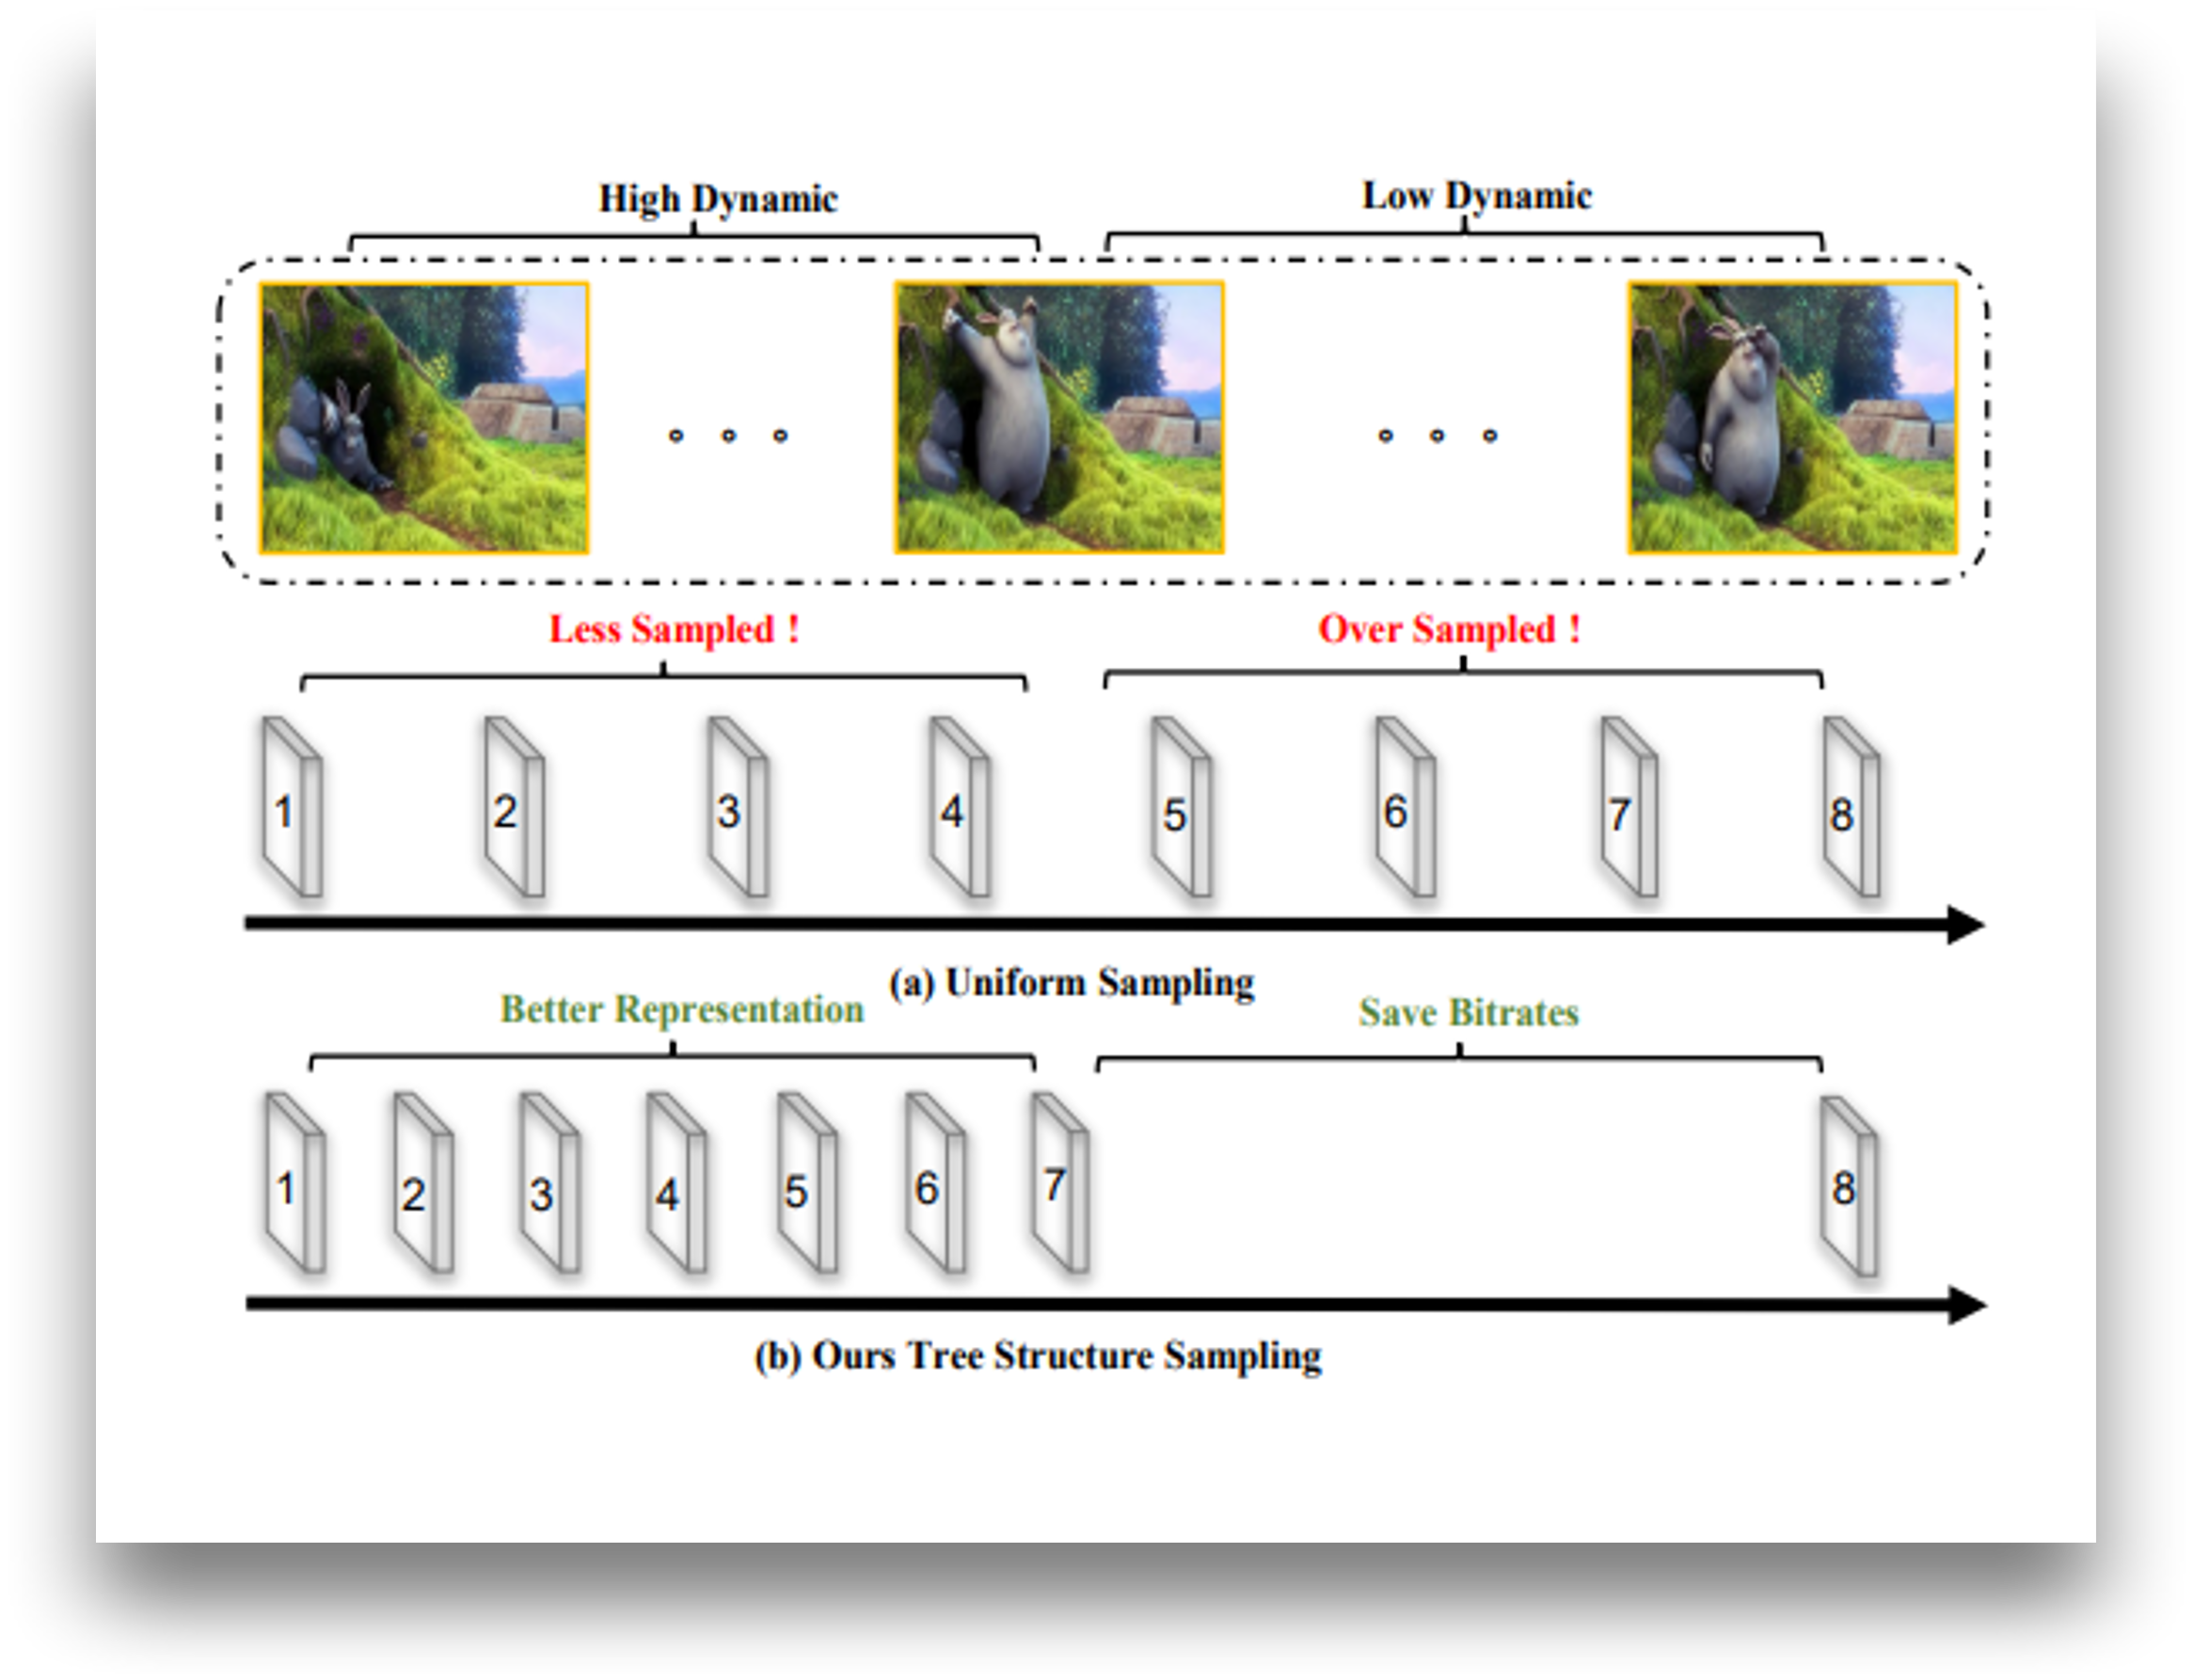 High Dynamic
Low Dynamic
Less Sampled !
Over Sampled !
1 2 3 4 5 6 7 8
(a) Uniform Sampling
Better Representation
Save Bitrates
1 2 3 4 5 6 7 8
(b) Ours Tree Structure Sampling